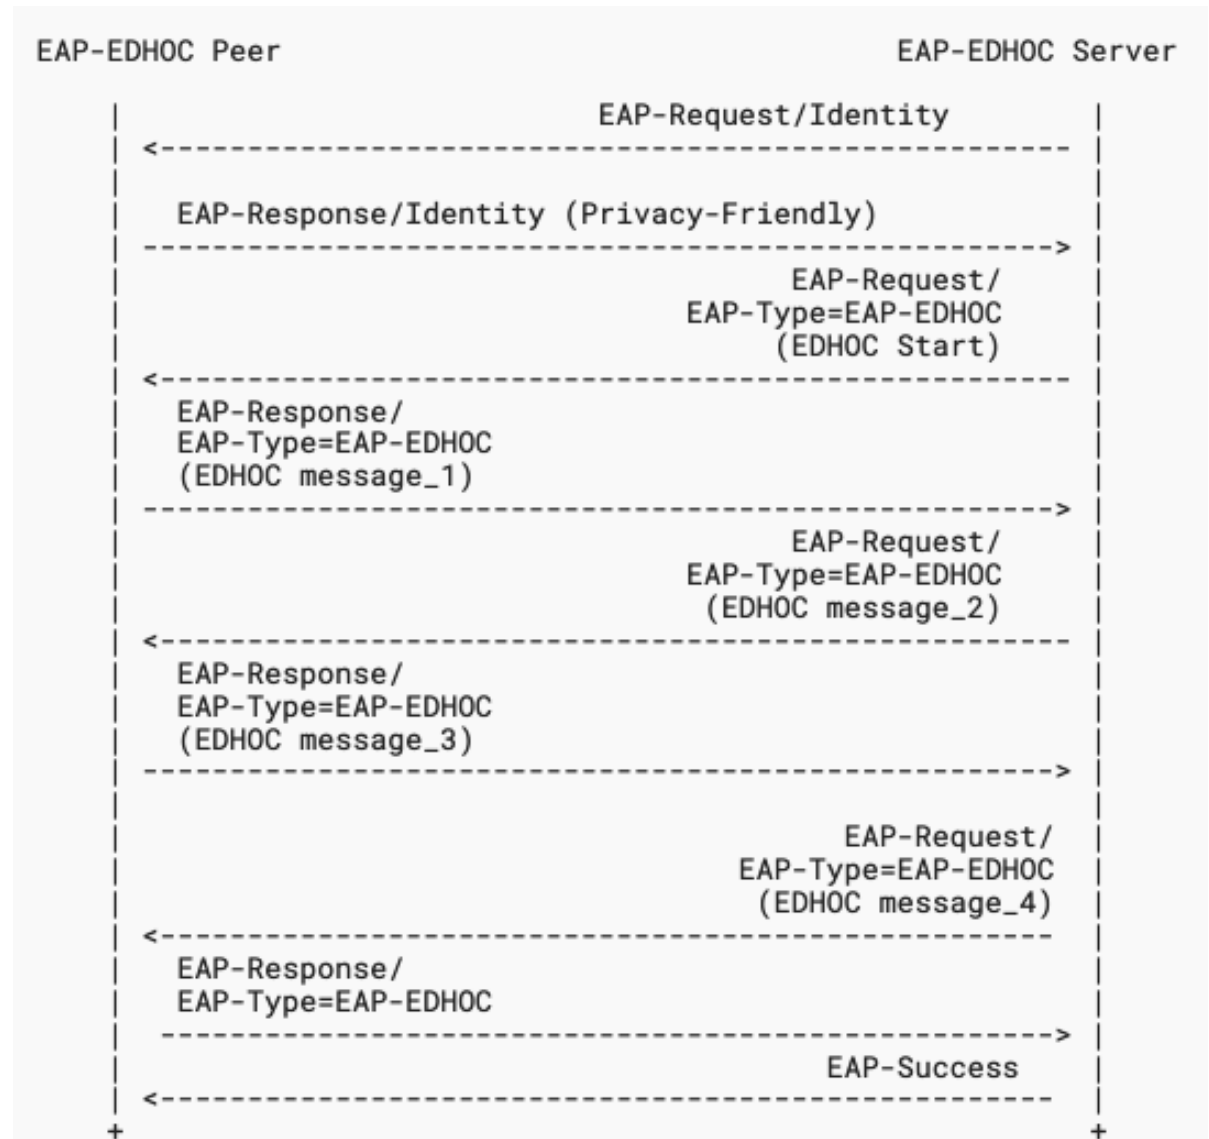 EAP-EDHOC Peer EAP-EDHOC Server
EAP-Request/Identity
EAP-Response/Identity (Privacy-Friendly)
EAP-Request/
EAP-Type=EAP-EDHOC
(EDHOC Start)
EAP-Response/
EAP-Type=EAP-EDHOC
(EDHOC message_1)
EAP-Request/
EAP-Type=EAP-EDHOC
(EDHOC message_2)
EAP-Response/
EAP-Type=EAP-EDHOC
(EDHOC message_3)
EAP-Request/
EAP-Type=EAP-EDHOC
(EDHOC message_4)
EAP-Response/
EAP-Type=EAP-EDHOC
EAP-Success